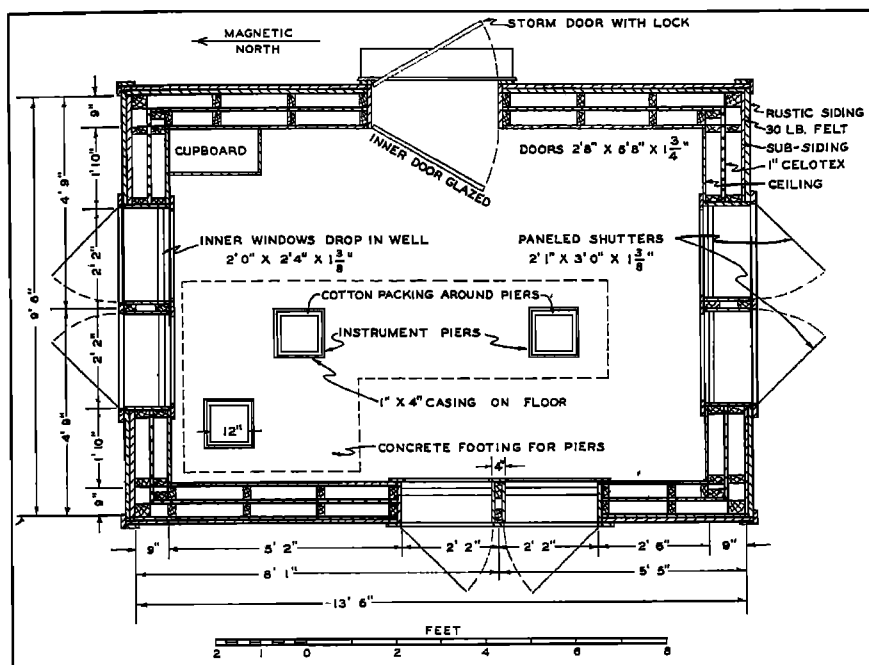 STORM DOOR WITH LOCK
MAGNETIC
NORTH
RUSTIC SIDING
30 LB. FELT
SUB-SIDING
1" CELOTEX
CEILING
CUPBOARD
INNER DOOR GLAZED
DOORS 2'8" X 6'8" X 1 3/4"
INNER WINDOWS DROP IN WELL
2'0" X 2'4" X 1 3/8"
PANELED SHUTTERS
2'1" X 3'0" X 1 3/8"
COTTON PACKING AROUND PIERS
INSTRUMENT PIERS
1" X 4" CASING ON FLOOR
12"
CONCRETE FOOTING FOR PIERS
4"
9"
1' 10"
4' 9"
2' 2"
9' 6"
2' 2"
4' 9"
1' 10"
9"
9" 5' 2" 2' 2" 2' 2" 2' 6" 9"
8' 1" 5' 5"
13' 6"
FEET
2 1 0 2 4 6 8